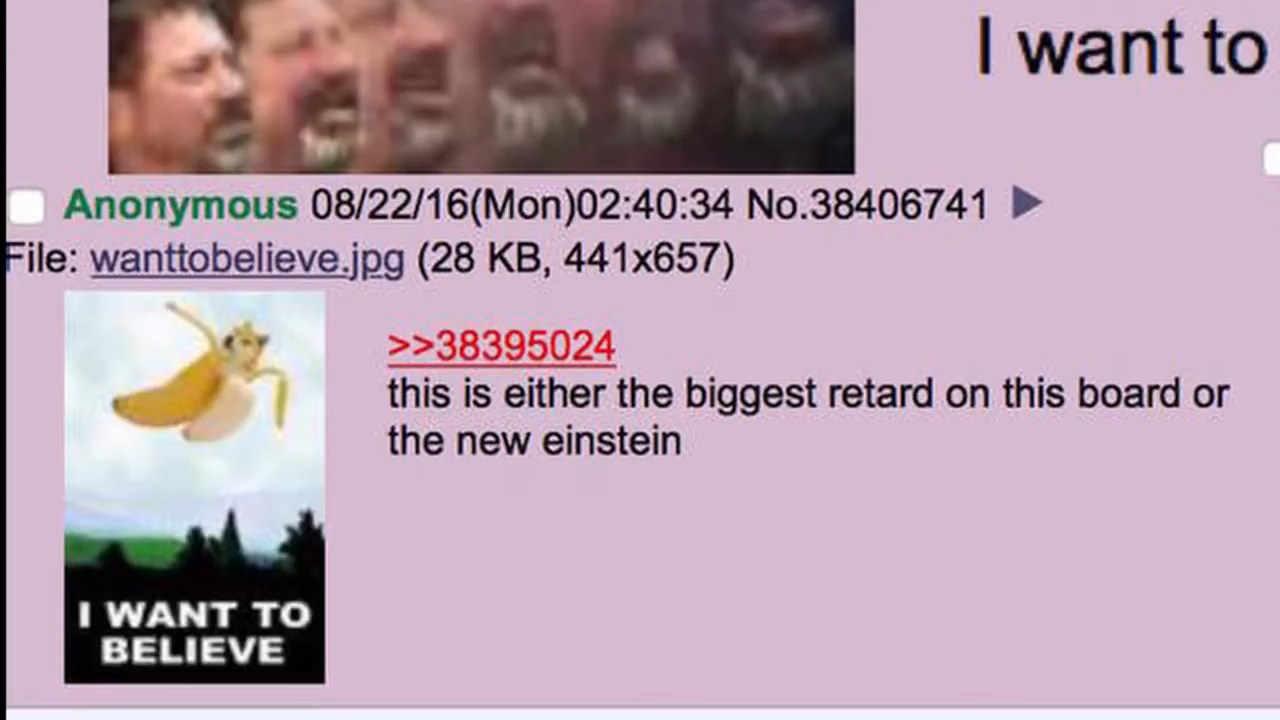 I want to
Anonymous 08/22/16(Mon)02:40:34 No.38406741 ▶
File: wanttobelieve.jpg (28 KB, 441x657)
>>38395024
this is either the biggest retard on this board or
the new einstein
I WANT TO
BELIEVE